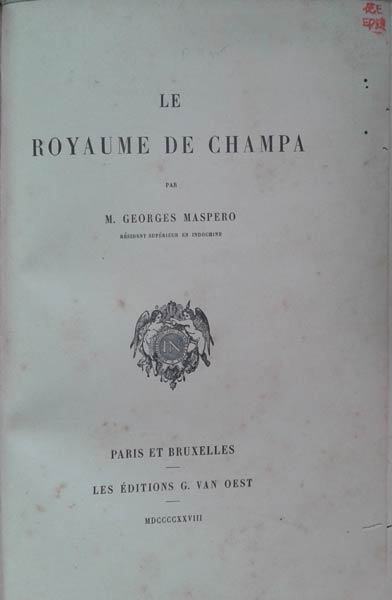 LE
ROYAUME DE CHAMPA
PAR
M. GEORGES MASPERO
RÉSIDENT SUPÉRIEUR EN INDOCHINE
IN
PARIS ET BRUXELLES
LES ÉDITIONS G. VAN OEST
MDCCCCXXVIII